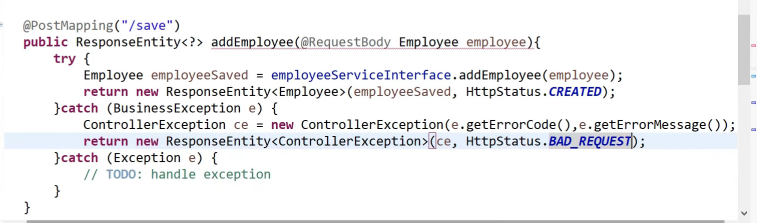 @PostMapping("/save")
public ResponseEntity<?> addEmployee(@RequestBody Employee employee){
try {
Employee employeeSaved = employeeServiceInterface.addEmployee(employee);
return new ResponseEntity<Employee>(employeeSaved, HttpStatus.CREATED);
}catch (BusinessException e) {
ControllerException ce = new ControllerException(e.getErrorCode(),e.getErrorMessage());
return new ResponseEntity<ControllerException>(ce, HttpStatus.BAD_REQUEST);
}catch (Exception e) {
// TODO: handle exception
}
}